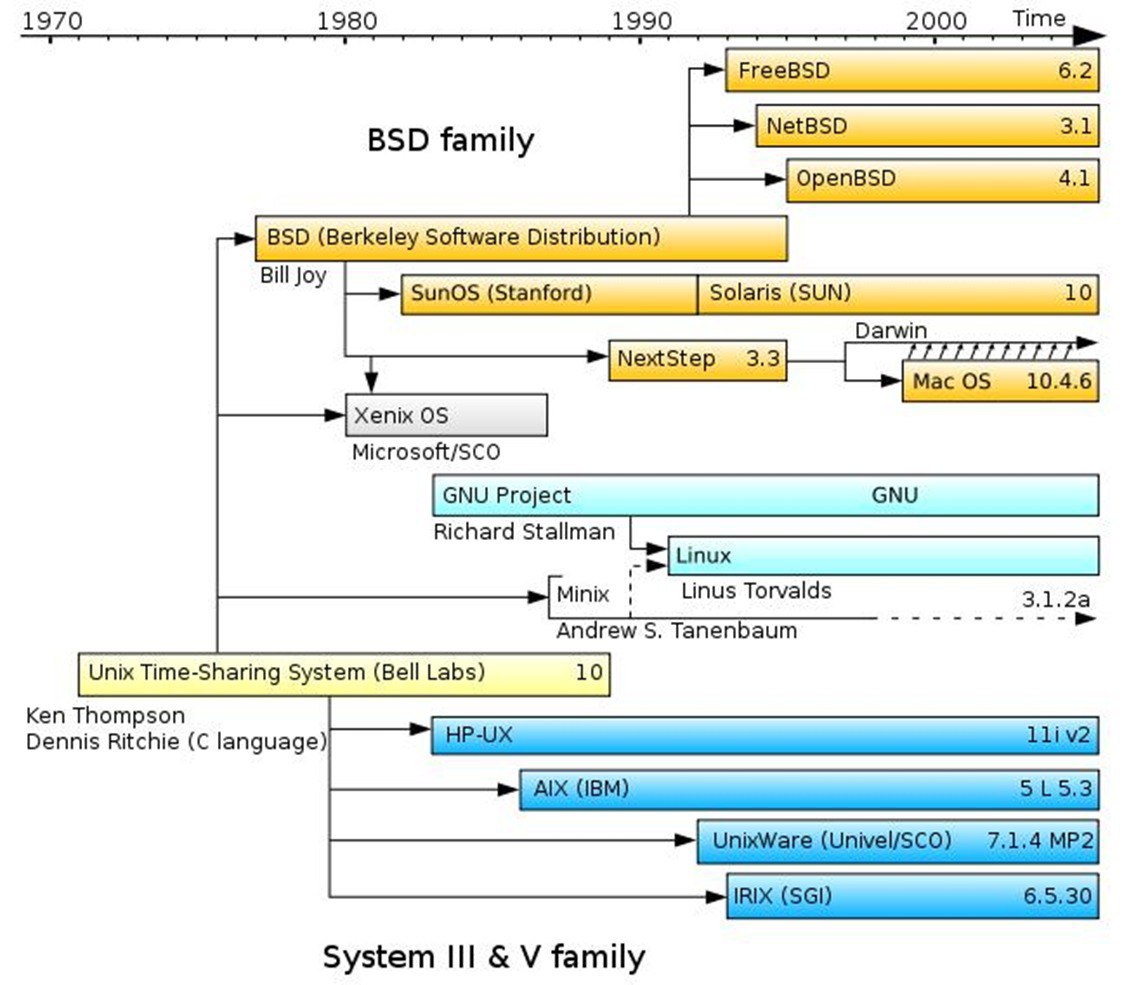 1970 1980 1990 2000 Time
FreeBSD 6.2
BSD family
NetBSD 3.1
OpenBSD 4.1
BSD (Berkeley Software Distribution)
Bill Joy
SunOS (Stanford) Solaris (SUN) 10
Darwin
NextStep 3.3
Mac OS 10.4.6
Xenix OS
Microsoft/SCO
GNU Project GNU
Richard Stallman
Linux
Linus Torvalds
Minix 3.1.2a
Andrew S. Tanenbaum
Unix Time-Sharing System (Bell Labs) 10
Ken Thompson
Dennis Ritchie (C language)
HP-UX 11i v2
AIX (IBM) 5 L 5.3
UnixWare (Univel/SCO) 7.1.4 MP2
IRIX (SGI) 6.5.30
System III & V family